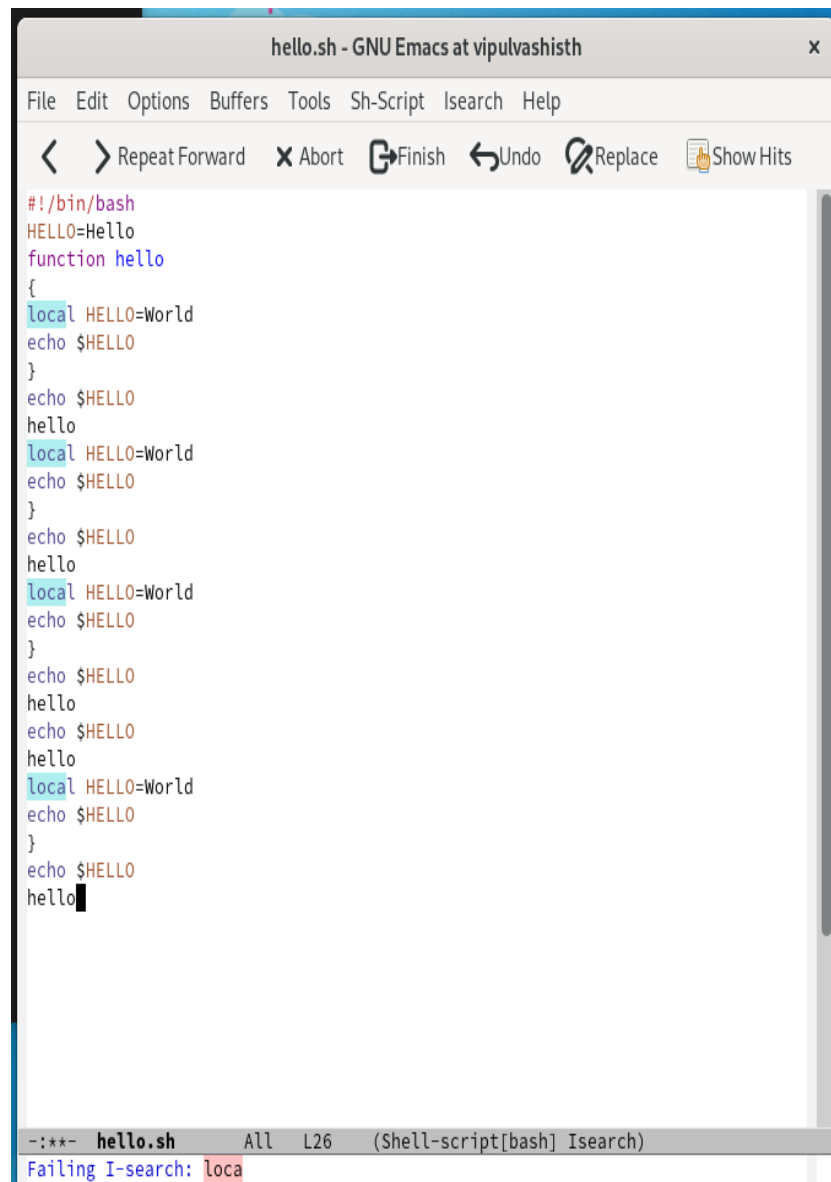 hello.sh - GNU Emacs at vipulvashisth x
File Edit Options Buffers Tools Sh-Script Isearch Help
Repeat Forward Abort Finish Undo Replace Show Hits
#!/bin/bash
HELLO=Hello
function hello
{
local HELLO=World
echo $HELLO
}
echo $HELLO
hello
local HELLO=World
echo $HELLO
}
echo $HELLO
hello
local HELLO=World
echo $HELLO
}
echo $HELLO
hello
echo $HELLO
hello
local HELLO=World
echo $HELLO
}
echo $HELLO
hello
-:**- hello.sh All L26 (Shell-script[bash] Isearch)
Failing I-search: loca